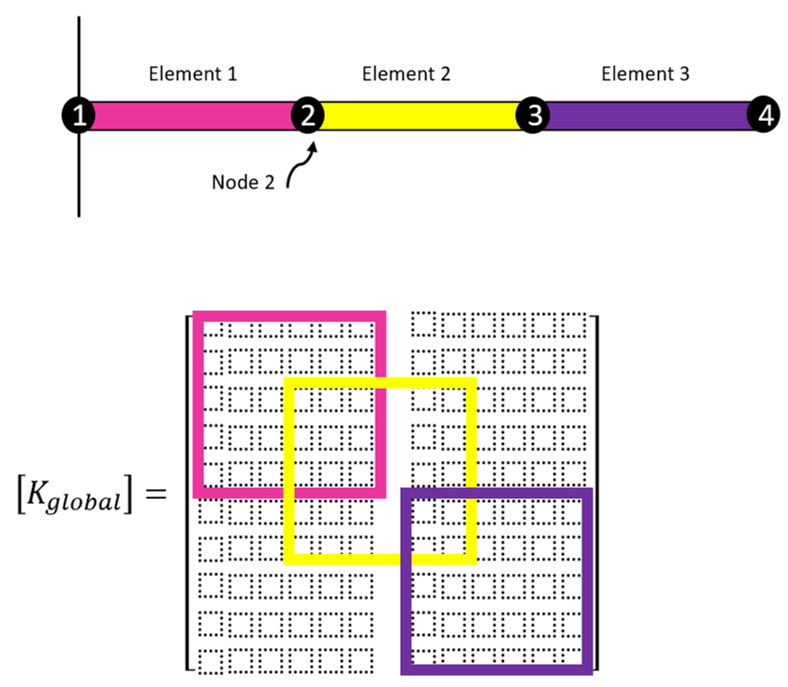 Element 1 Element 2 Element 3
1 2 3 4
Node 2
[K_global] =